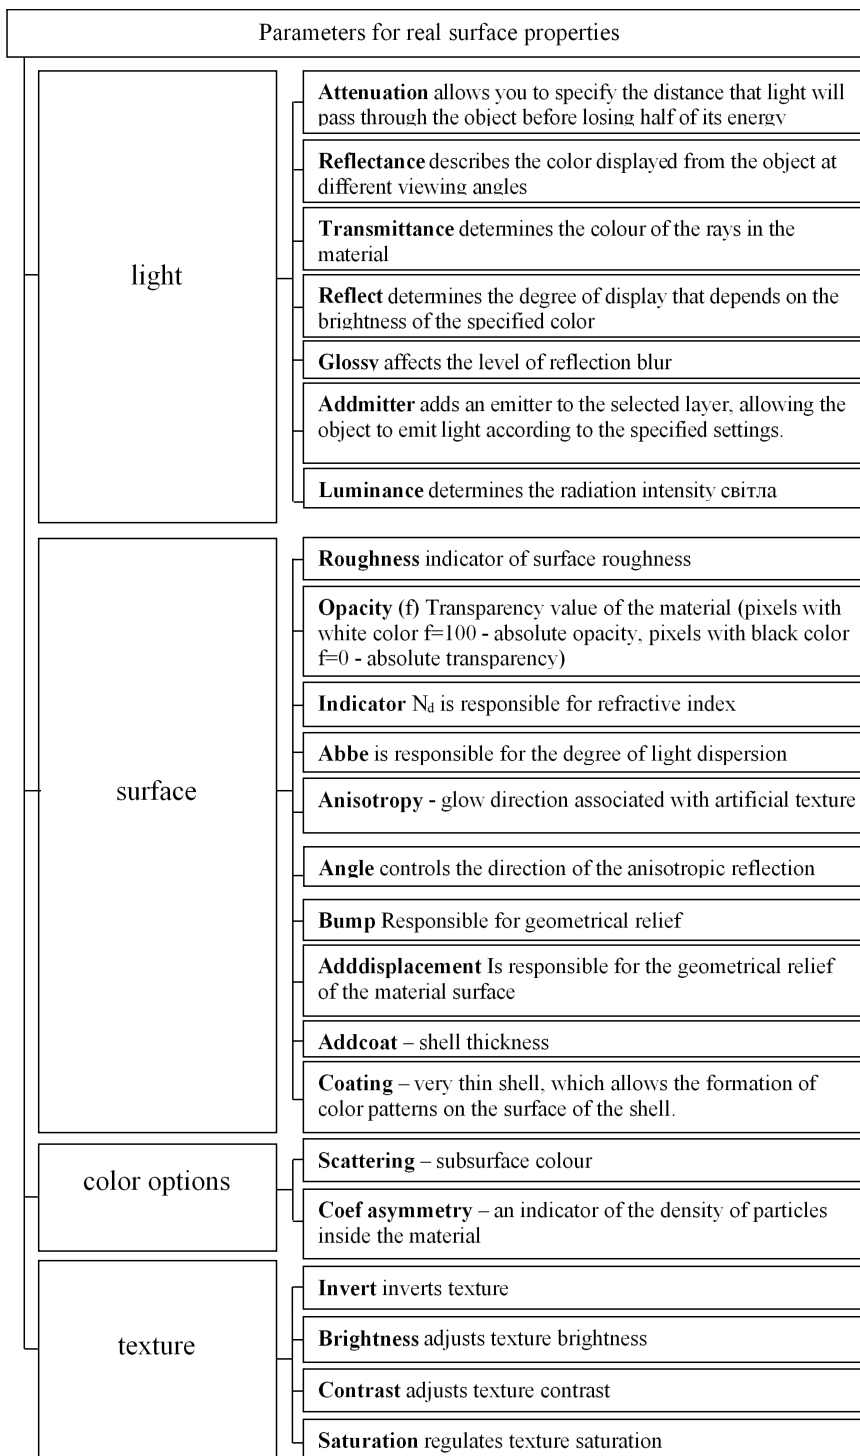 Parameters for real surface properties
light
Attenuation allows you to specify the distance that light will
pass through the object before losing half of its energy
Reflectance describes the color displayed from the object at
different viewing angles
Transmittance determines the colour of the rays in the
material
Reflect determines the degree of display that depends on the
brightness of the specified color
Glossy affects the level of reflection blur
Addmitter adds an emitter to the selected layer, allowing the
object to emit light according to the specified settings.
Luminance determines the radiation intensity світла
surface
Roughness indicator of surface roughness
Opacity (f) Transparency value of the material (pixels with
white color f=100 - absolute opacity, pixels with black color
f=0 - absolute transparency)
Indicator N_d is responsible for refractive index
Abbe is responsible for the degree of light dispersion
Anisotropy - glow direction associated with artificial texture
Angle controls the direction of the anisotropic reflection
Bump Responsible for geometrical relief
Adddisplacement Is responsible for the geometrical relief
of the material surface
Addcoat – shell thickness
Coating – very thin shell, which allows the formation of
color patterns on the surface of the shell.
color options
Scattering – subsurface colour
Coef asymmetry – an indicator of the density of particles
inside the material
texture
Invert inverts texture
Brightness adjusts texture brightness
Contrast adjusts texture contrast
Saturation regulates texture saturation